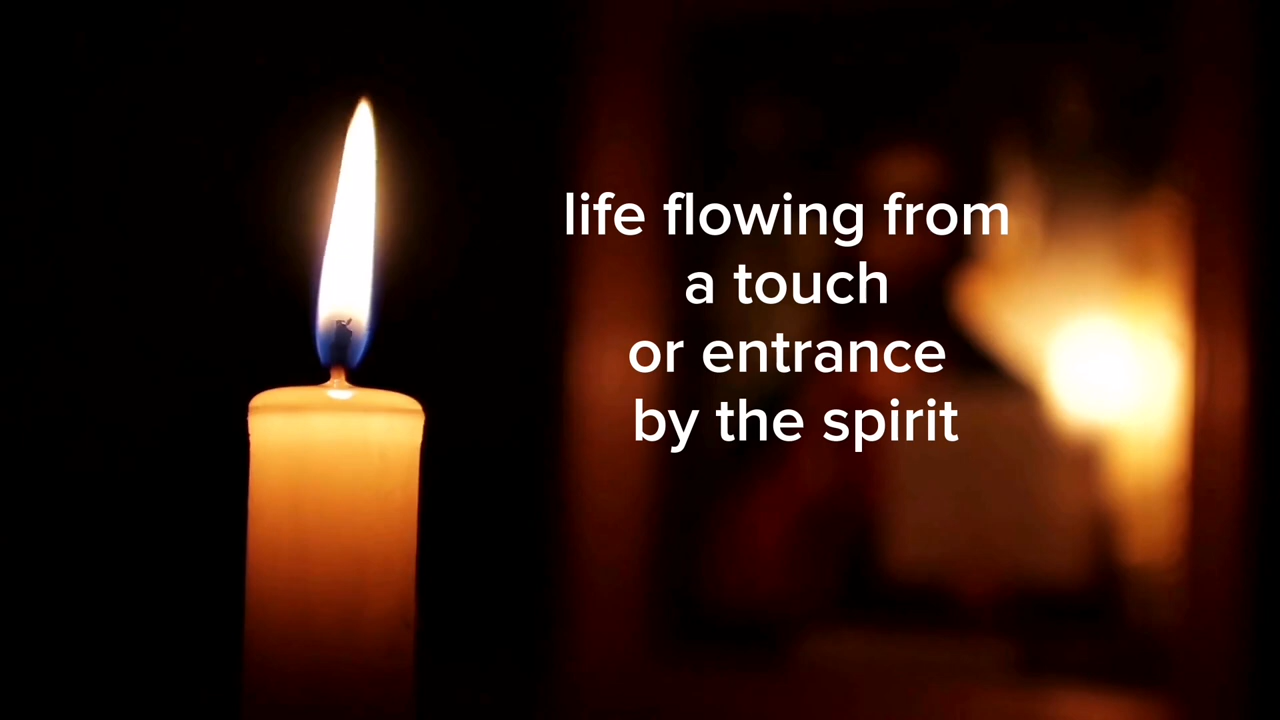 life flowing from
a touch
or entrance
by the spirit